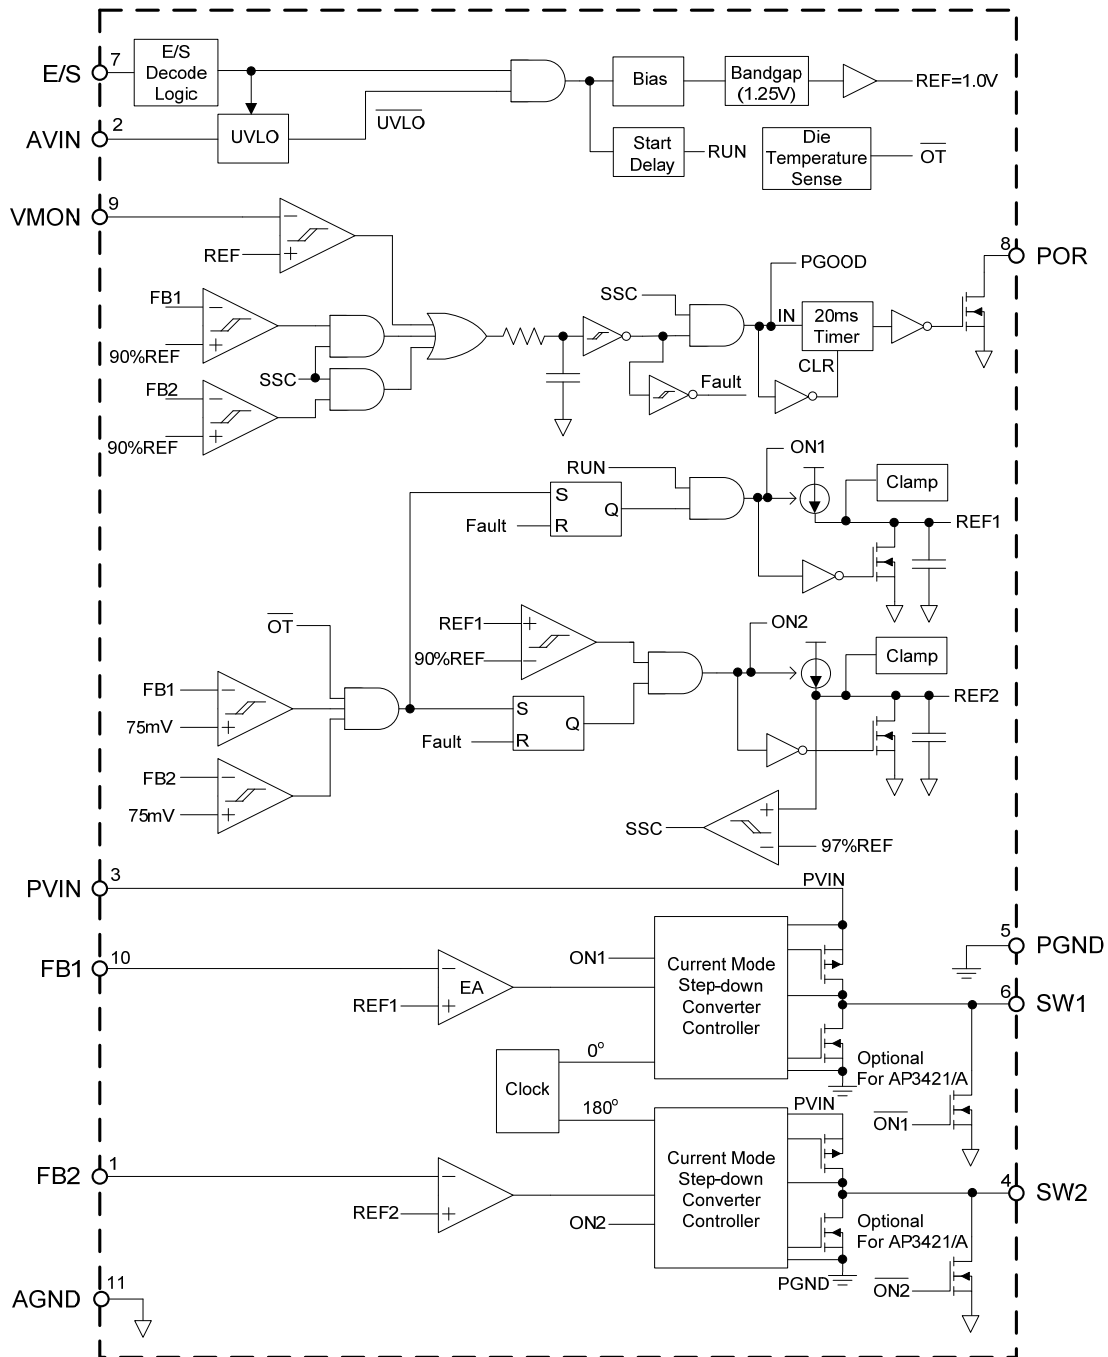 E/S
7
E/S
Decode
Logic
Bias
Bandgap
(1.25V)
REF=1.0V
AVIN
2
UVLO
UVLO
Start
Delay
RUN
Die
Temperature
Sense
OT
VMON
9
−
REF
+
8
POR
FB1
−
90%REF
+
SSC
FB2
−
90%REF
+
SSC
PGOOD
IN
20ms
Timer
CLR
Fault
RUN
ON1
Clamp
S
Q
Fault
R
REF1
OT
REF1
+
90%REF
−
ON2
Clamp
FB1
−
75mV
+
S
Q
Fault
R
REF2
FB2
−
75mV
+
SSC
+
−
97%REF
PVIN
3
PVIN
FB1
10
−
EA
REF1
+
ON1
Current Mode
Step-down
Converter
Controller
5
PGND
6
SW1
Clock
0°
180°
Optional
For AP3421/A
ON1
PVIN
FB2
1
−
REF2
+
ON2
Current Mode
Step-down
Converter
Controller
4
SW2
Optional
For AP3421/A
PGND
ON2
AGND
11